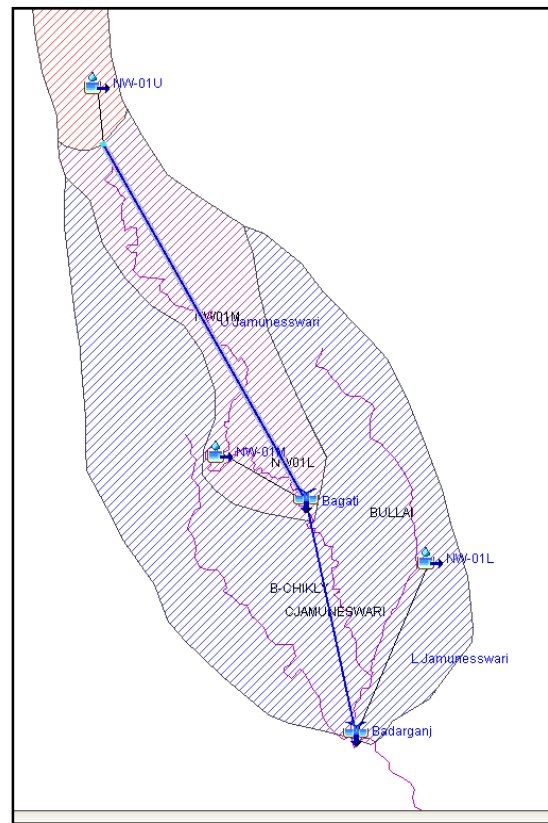 NW-01U
NW01M
U Jamunesswari
NW-01M
NW01L
Bagati
BULLAI
NW-01L
B-CHIKLY
CJAMUNESWARI
L Jamunesswari
Badarganj